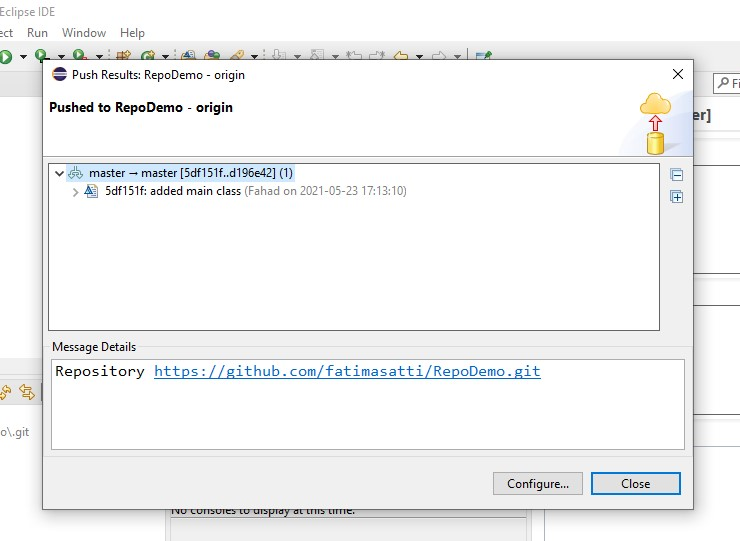 Eclipse IDE
ect Run Window Help
Push Results: RepoDemo - origin
Pushed to RepoDemo - origin
Fi
er]
master → master [5df151f..d196e42] (1)
5df151f: added main class (Fahad on 2021-05-23 17:13:10)
Message Details
Repository https://github.com/fatimasatti/RepoDemo.git
o\.git
Configure...
Close
No consoles to display at this time.